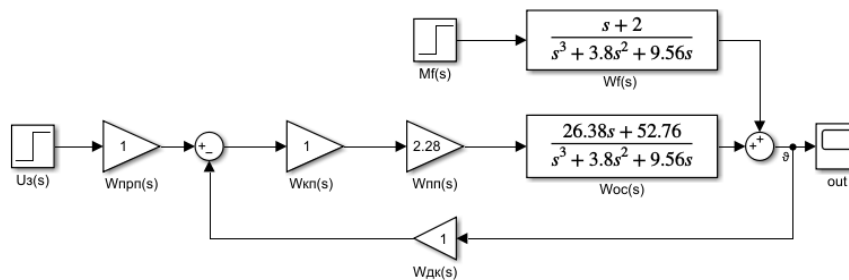 s + 2
s³ + 3.8s² + 9.56s
Mf(s)
Wf(s)
1
+
−
1
2.28
26.38s + 52.76
s³ + 3.8s² + 9.56s
+
+
ϑ
Uз(s)
Wпрп(s)
Wкп(s)
Wпп(s)
Wос(s)
out
1
Wдк(s)